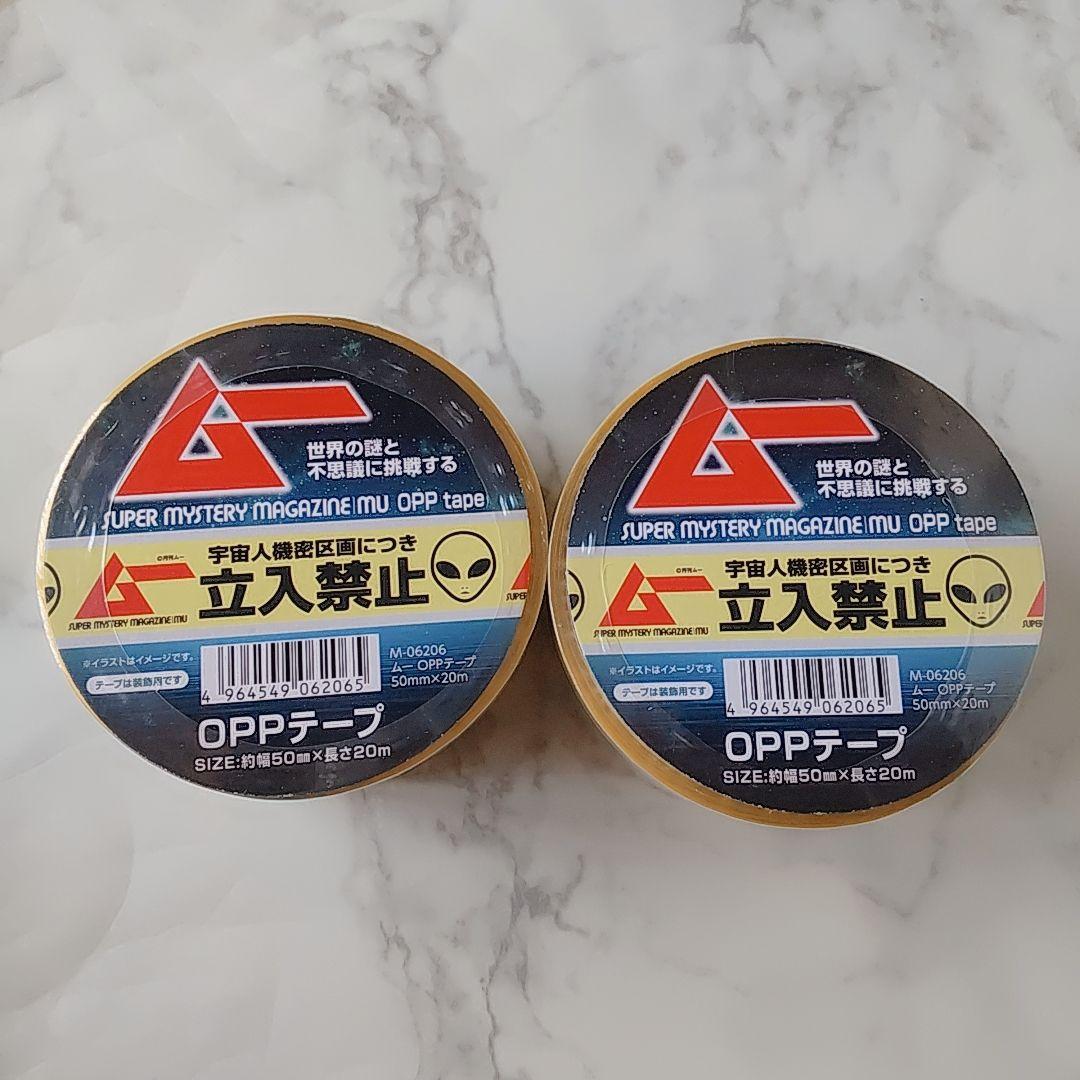 ムー
世界の謎と
不思議に挑戦する
SUPER MYSTERY MAGAZINE MU OPP tape
©月刊ムー
ムー
SUPER MYSTERY MAGAZINE MU
宇宙人機密区画につき
立入禁止
SUPER
※イラストはイメージです。
テープは装飾用です
4 964549 062065
M-06206
ムー OPPテープ
50mm×20m
OPPテープ
SIZE:約幅50㎜×長さ20m
ムー
世界の謎と
不思議に挑戦する
SUPER MYSTERY MAGAZINE MU OPP tape
©月刊ムー
ムー
SUPER MYSTERY MAGAZINE MU
宇宙人機密区画につき
立入禁止
※イラストはイメージです。
テープは装飾用です
4 964549 062065
M-06206
ムー OPPテープ
50mm×20m
OPPテープ
SIZE:約幅50㎜×長さ20m